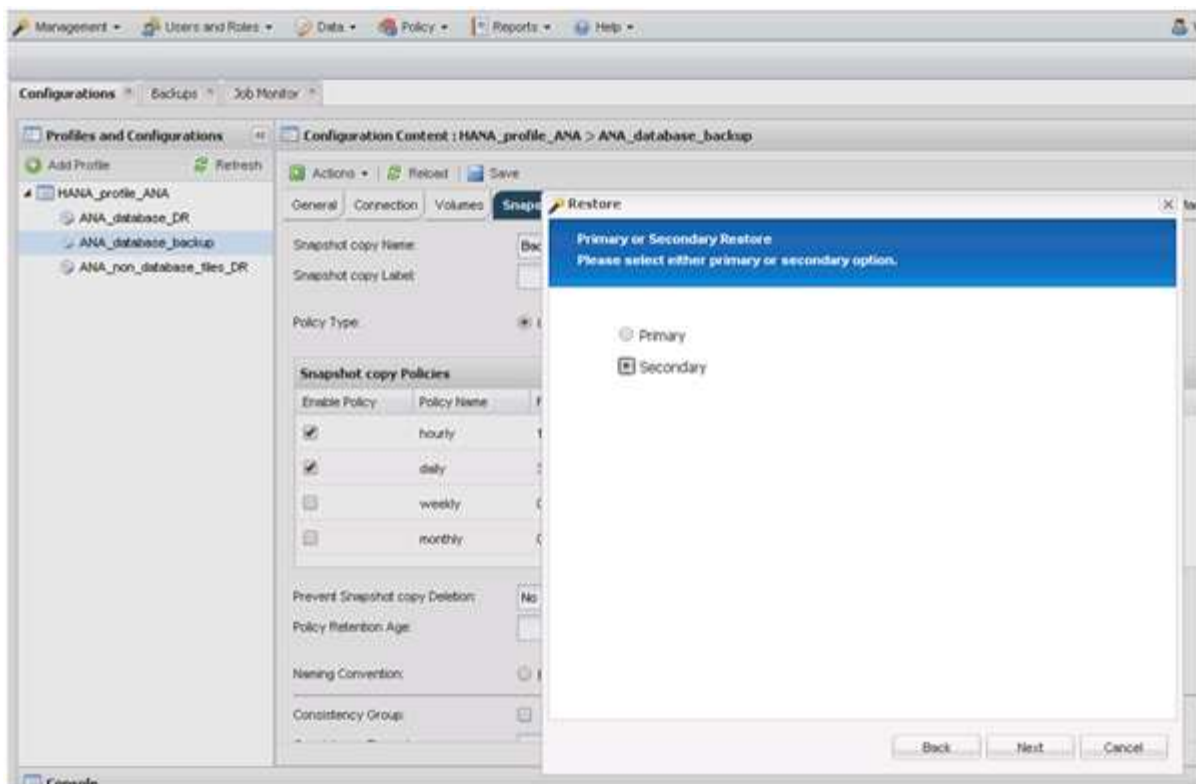 Management Users and Roles Data Policy Reports Help
Configurations Backups Job Monitor
Profiles and Configurations
Add Profile Refresh
HANA_profile_ANA
ANA_database_DR
ANA_database_backup
ANA_non_database_files_DR
Configuration Content : HANA_profile_ANA > ANA_database_backup
Actions Reload Save
General Connection Volumes Snaps
Snapshot copy Name:
Snapshot copy Label:
Policy Type:
Snapshot copy Policies
Enable Policy Policy Name
hourly
daily
weekly
monthly
Prevent Snapshot copy Deletion: No
Policy Retention Age:
Naming Convention:
Consistency Group:
Console
Restore
Primary or Secondary Restore
Please select either primary or secondary option.
Primary
Secondary
Back Next Cancel